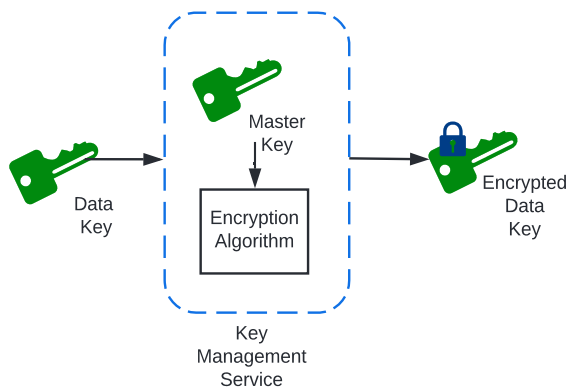 Master
Key
Data
Key
Encryption
Algorithm
Encrypted
Data
Key
Key
Management
Service